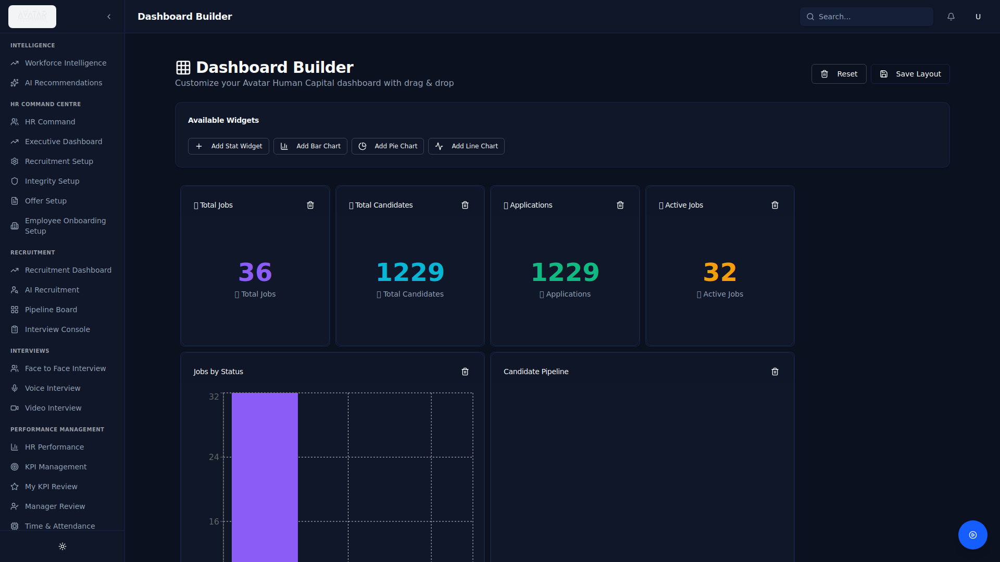 AVATAR
Dashboard Builder
Search...
U
INTELLIGENCE
Workforce Intelligence
AI Recommendations
HR COMMAND CENTRE
HR Command
Executive Dashboard
Recruitment Setup
Integrity Setup
Offer Setup
Employee Onboarding
Setup
RECRUITMENT
Recruitment Dashboard
AI Recruitment
Pipeline Board
Interview Console
INTERVIEWS
Face to Face Interview
Voice Interview
Video Interview
PERFORMANCE MANAGEMENT
HR Performance
KPI Management
My KPI Review
Manager Review
Time & Attendance
Dashboard Builder
Customize your Avatar Human Capital dashboard with drag & drop
Reset
Save Layout
Available Widgets
Add Stat Widget
Add Bar Chart
Add Pie Chart
Add Line Chart
Total Jobs
36
Total Jobs
Total Candidates
1229
Total Candidates
Applications
1229
Applications
Active Jobs
32
Active Jobs
Jobs by Status
32
24
16
Candidate Pipeline